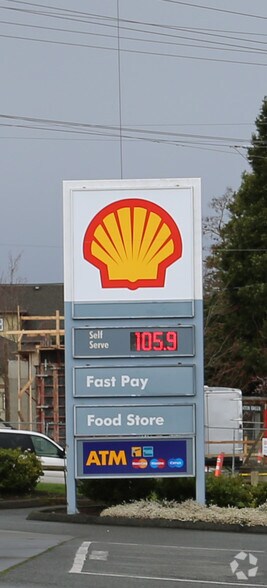 Self
Serve
105.9
Fast Pay
Food Store
ATM